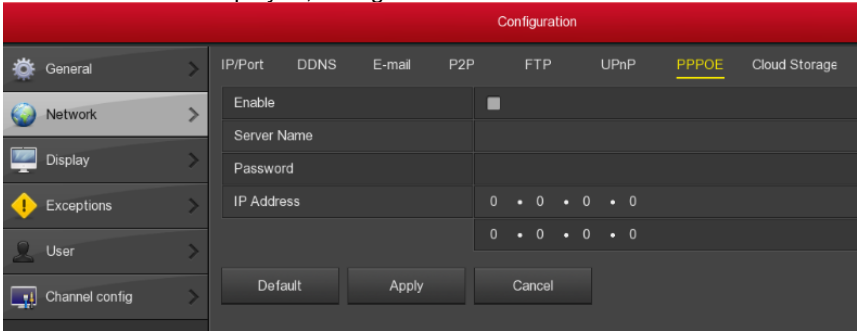 Configuration
General
Network
Display
Exceptions
User
Channel config
IP/Port DDNS E-mail P2P FTP UPnP PPPOE Cloud Storage
Enable
Server Name
Password
IP Address 0 • 0 • 0 • 0
0 • 0 • 0 • 0
Default Apply Cancel